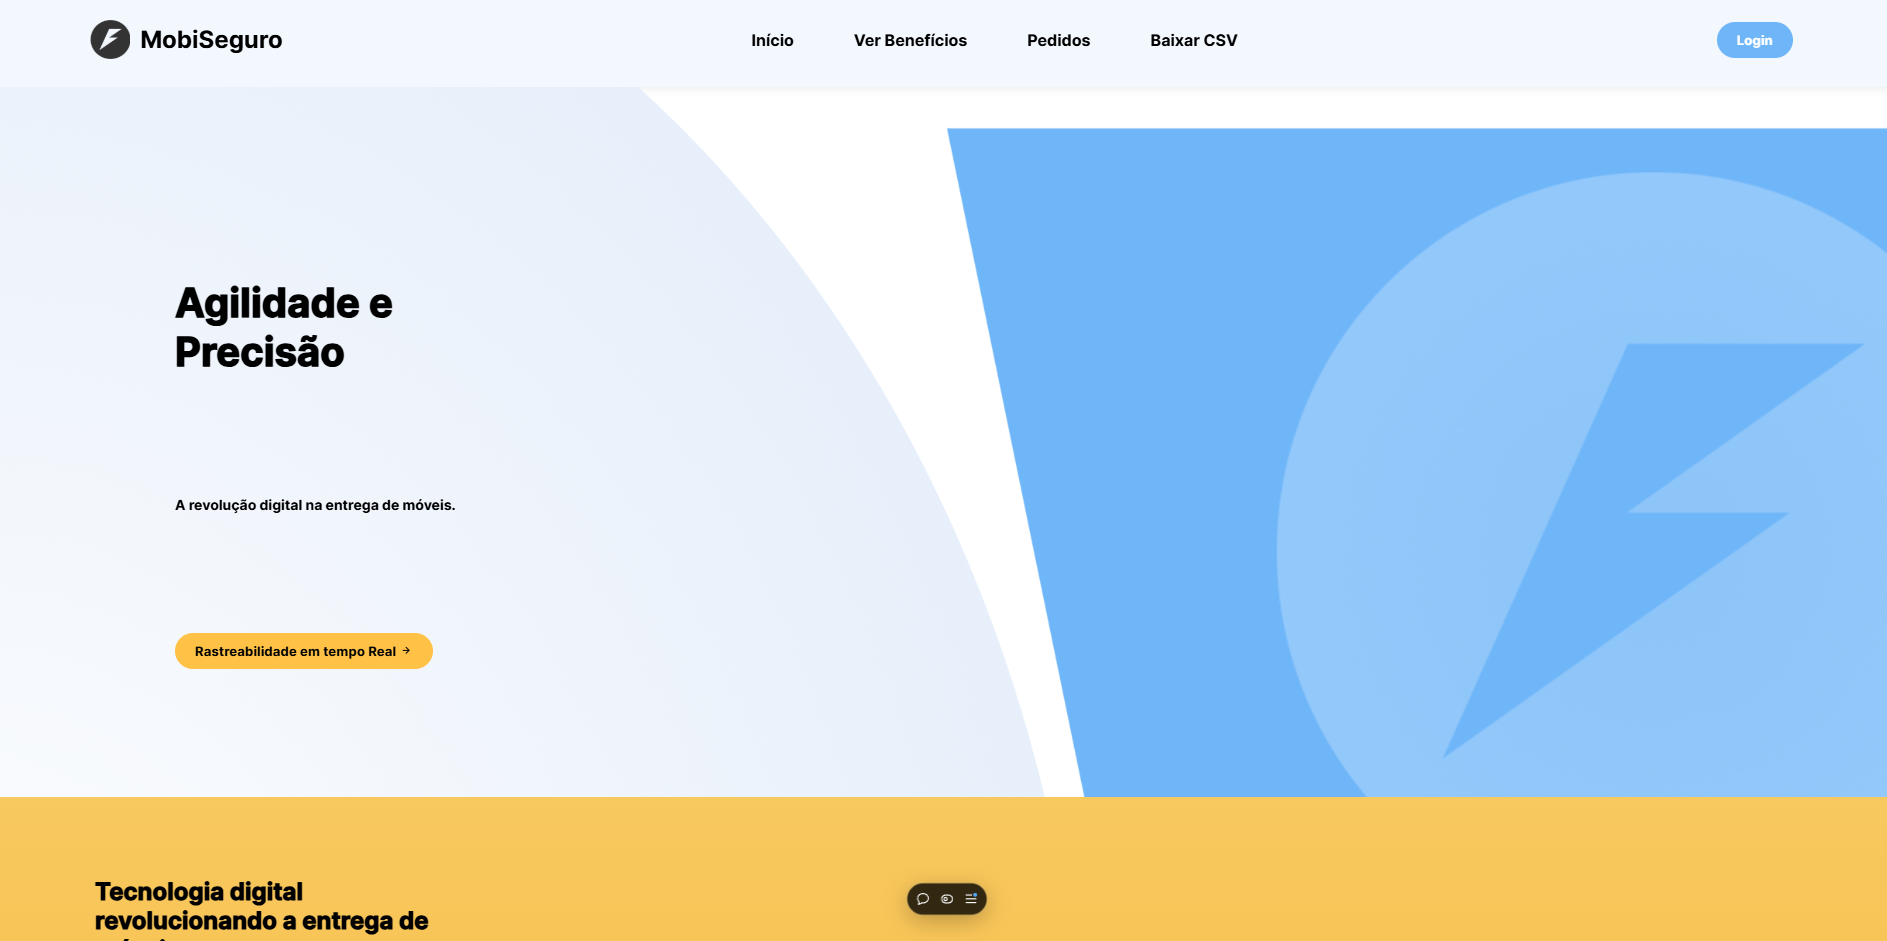 MobiSeguro
Início
Ver Benefícios
Pedidos
Baixar CSV
Login
Agilidade e
Precisão
A revolução digital na entrega de móveis.
Rastreabilidade em tempo Real →
Tecnologia digital
revolucionando a entrega de